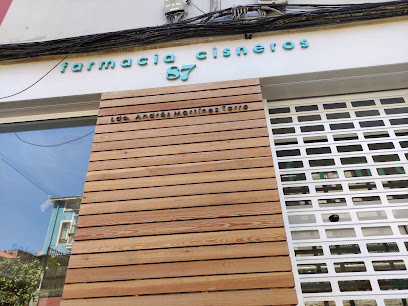 farmacia cisneros
87
Ldo. Andrés Martínez Torre